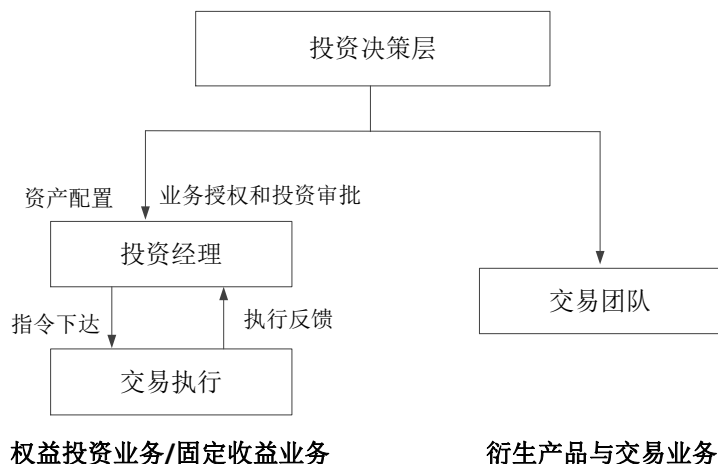 投资决策层
资产配置
业务授权和投资审批
投资经理
交易团队
指令下达
执行反馈
交易执行
权益投资业务/固定收益业务
衍生产品与交易业务